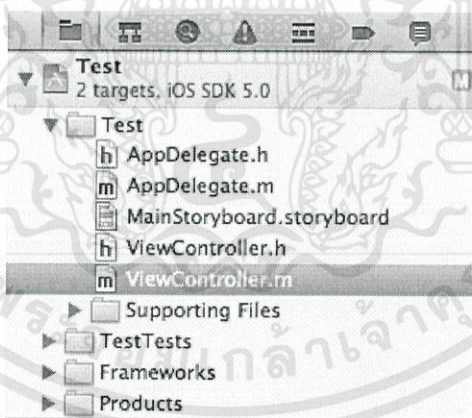 Test
2 targets, iOS SDK 5.0
Test
h AppDelegate.h
m AppDelegate.m
MainStoryboard.storyboard
h ViewController.h
m ViewController.m
Supporting Files
TestTests
Frameworks
Products